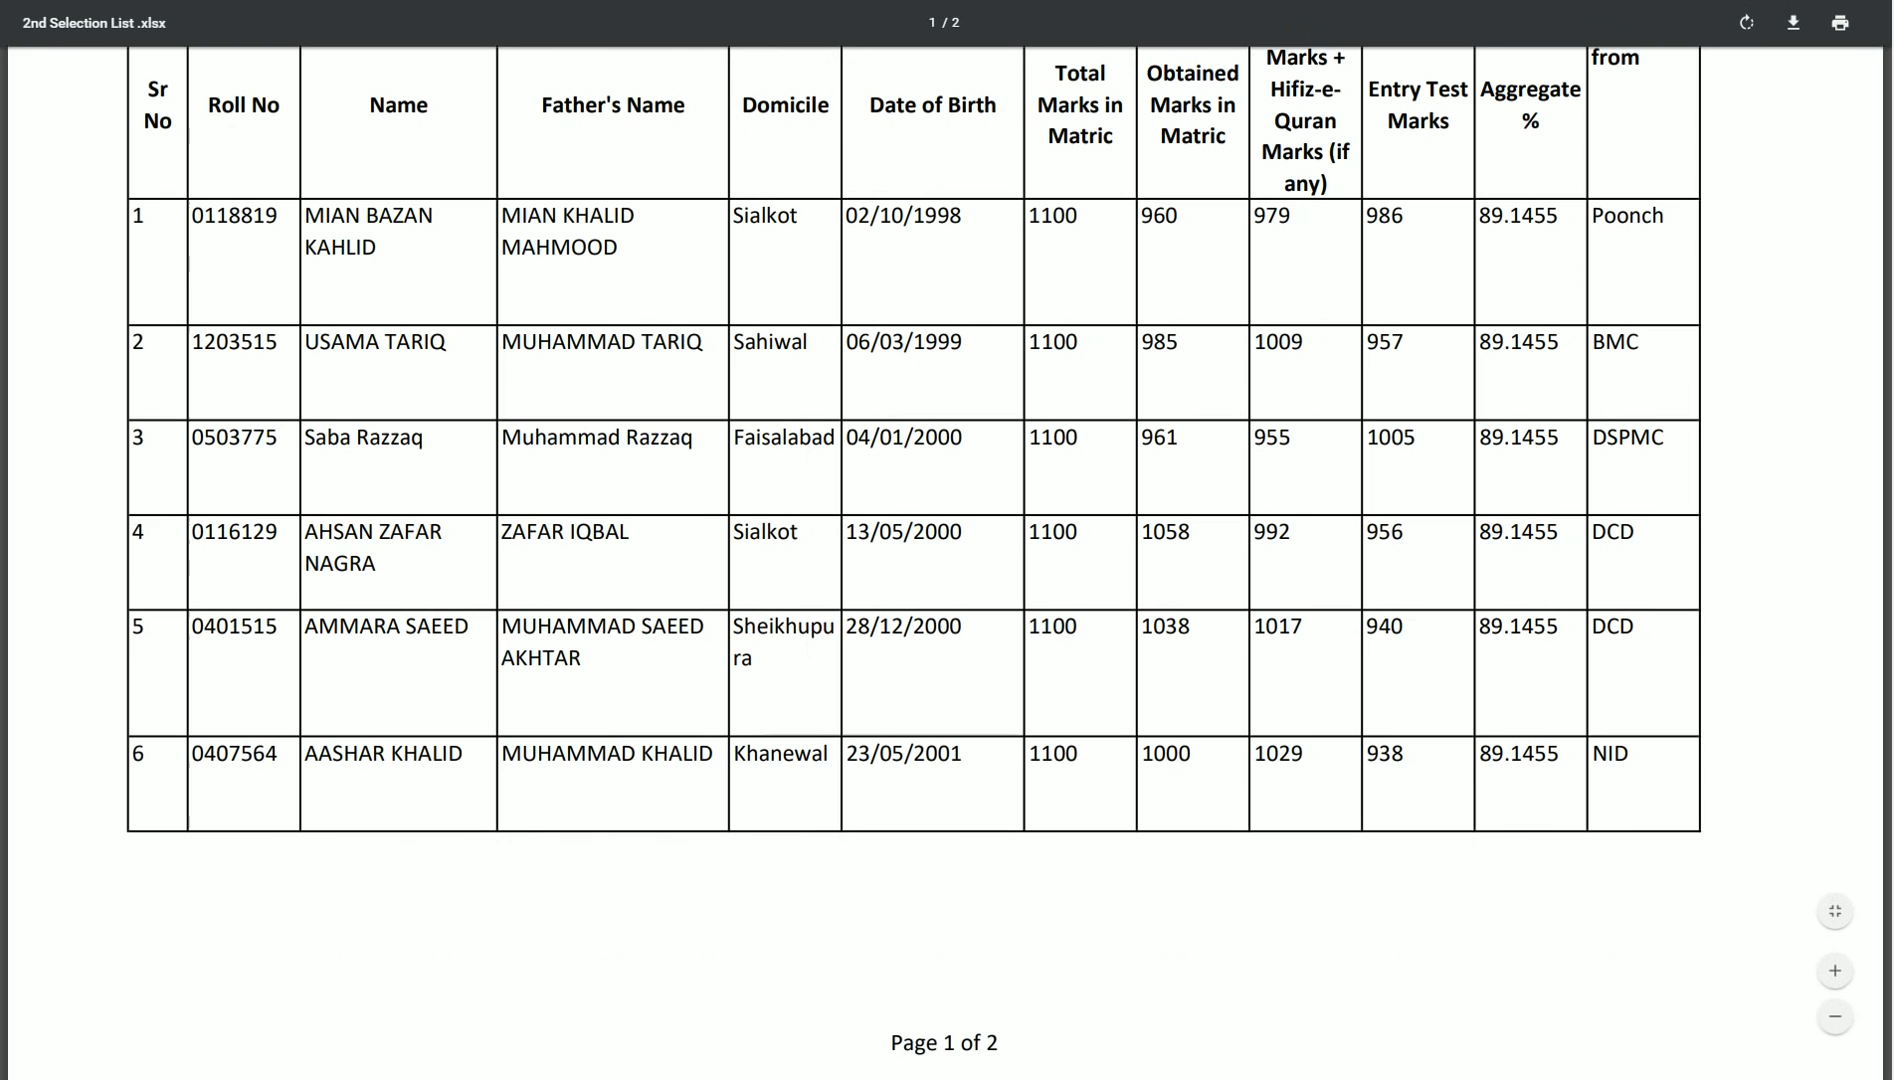 2nd Selection List .xlsx
1 / 2
Sr No
Roll No
Name
Father's Name
Domicile
Date of Birth
Total Marks in Matric
Obtained Marks in Matric
Marks + Hifiz-e-Quran Marks (if any)
Entry Test Marks
Aggregate %
from
1 0118819 MIAN BAZAN KAHLID MIAN KHALID MAHMOOD Sialkot 02/10/1998 1100 960 979 986 89.1455 Poonch
2 1203515 USAMA TARIQ MUHAMMAD TARIQ Sahiwal 06/03/1999 1100 985 1009 957 89.1455 BMC
3 0503775 Saba Razzaq Muhammad Razzaq Faisalabad 04/01/2000 1100 961 955 1005 89.1455 DSPMC
4 0116129 AHSAN ZAFAR NAGRA ZAFAR IQBAL Sialkot 13/05/2000 1100 1058 992 956 89.1455 DCD
5 0401515 AMMARA SAEED MUHAMMAD SAEED AKHTAR Sheikhupura 28/12/2000 1100 1038 1017 940 89.1455 DCD
6 0407564 AASHAR KHALID MUHAMMAD KHALID Khanewal 23/05/2001 1100 1000 1029 938 89.1455 NID
Page 1 of 2